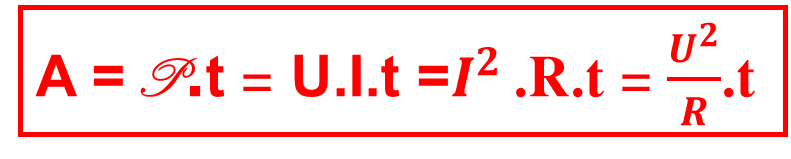 A = 𝒫.t = U.I.t =I² .R.t = U²/R .t